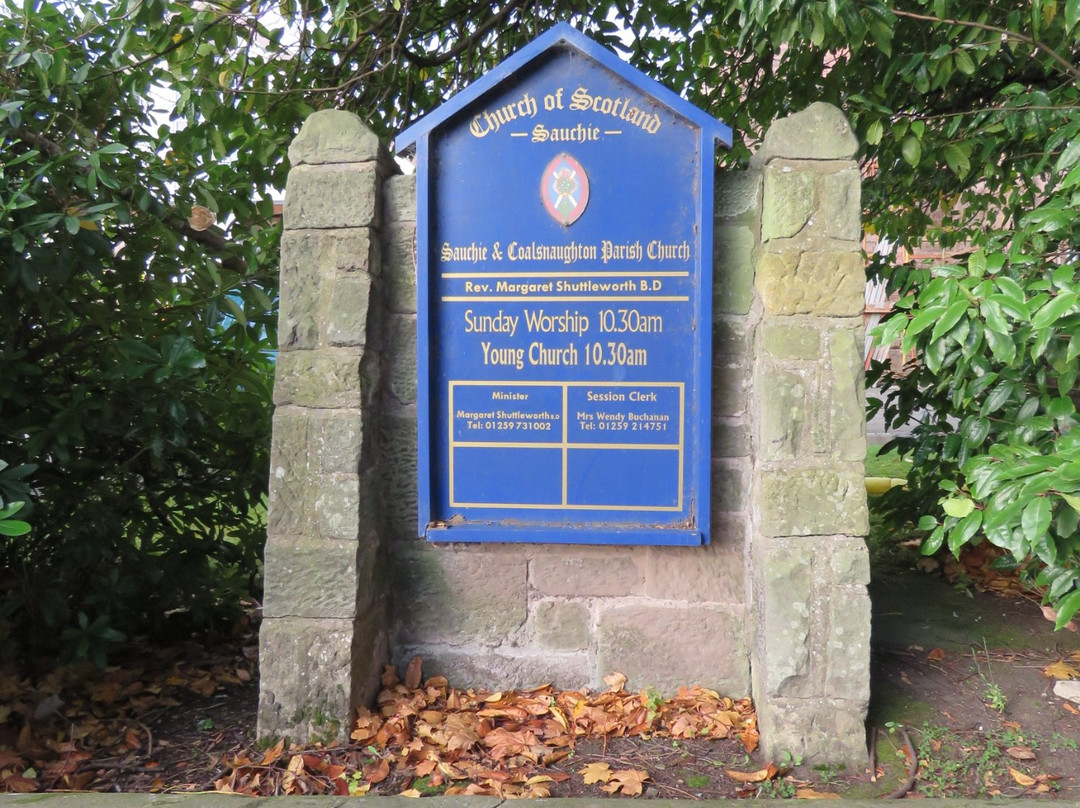 Church of Scotland
— Sauchie —
Sauchie & Coalsnaughton Parish Church
Rev. Margaret Shuttleworth B.D
Sunday Worship 10.30am
Young Church 10.30am
Minister
Margaret Shuttleworth B.D
Tel: 01259 731002
Session Clerk
Mrs Wendy Buchanan
Tel: 01259 214751